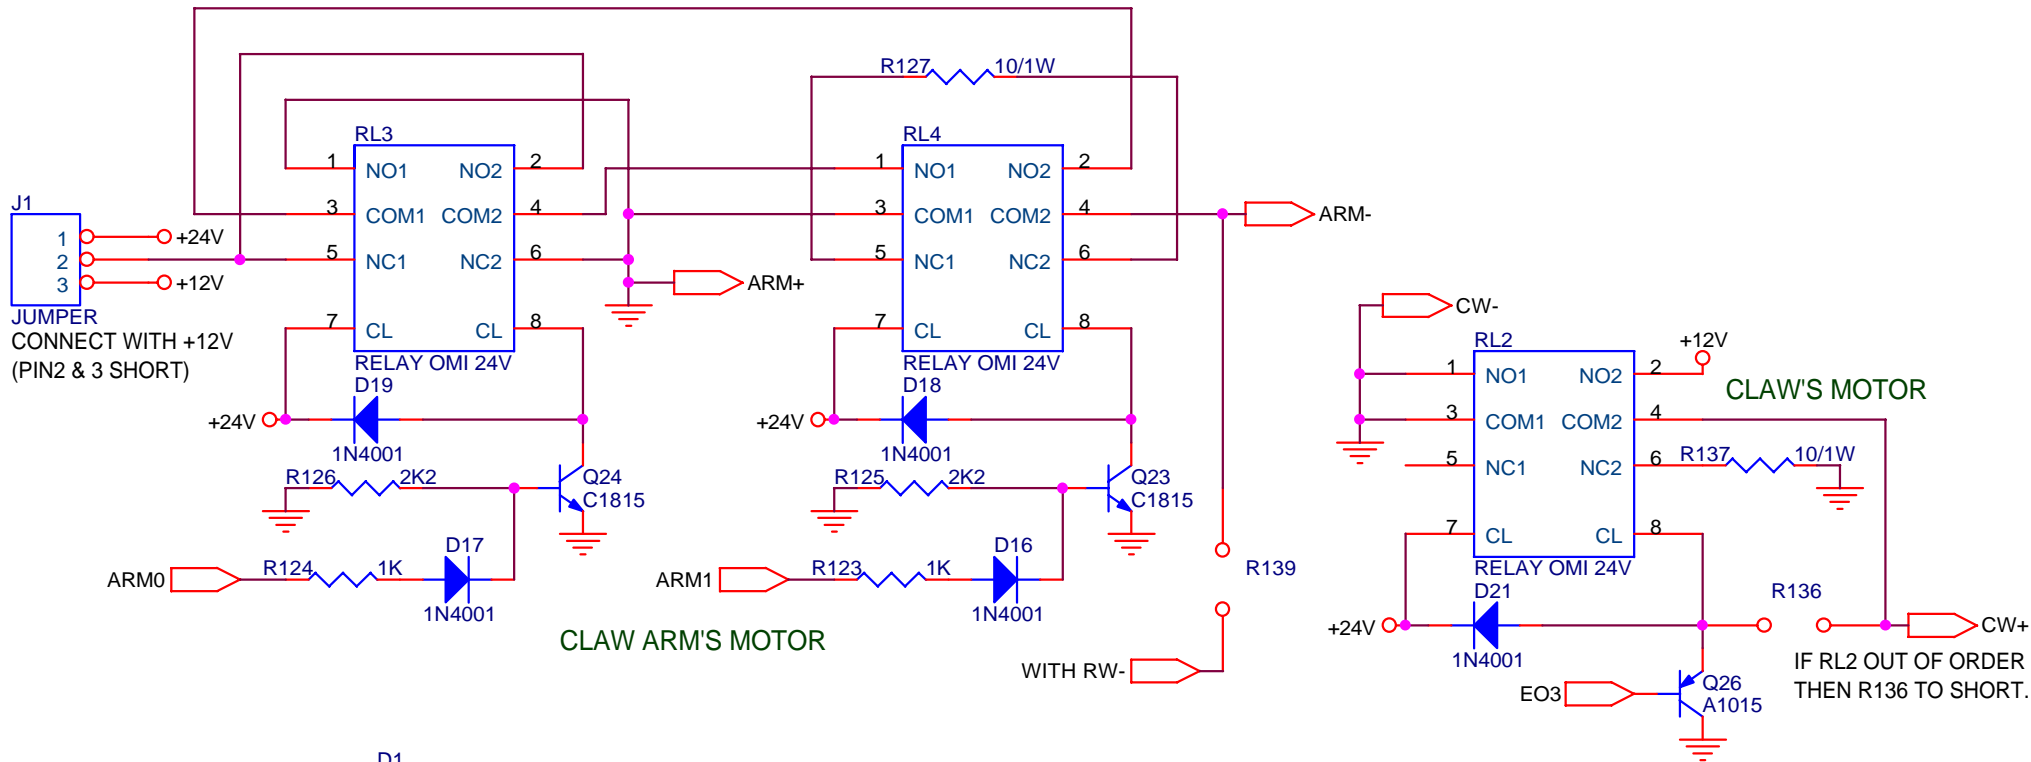 R127
10/1W
RL3
1
NO1
NO2
2
3
COM1
COM2
4
5
NC1
NC2
6
7
CL
CL
8
RELAY OMI 24V
RL4
1
NO1
NO2
2
3
COM1
COM2
4
5
NC1
NC2
6
7
CL
CL
8
RELAY OMI 24V
J1
1
+24V
2
3
+12V
JUMPER
CONNECT WITH +12V
(PIN2 & 3 SHORT)
ARM+
ARM-
D19
+24V
1N4001
R126
2K2
Q24
C1815
D17
ARM0
R124
1K
1N4001
D18
+24V
1N4001
R125
2K2
Q23
C1815
D16
ARM1
R123
1K
1N4001
R139
CLAW ARM'S MOTOR
WITH RW-
CW-
RL2
+12V
1
NO1
NO2
2
CLAW'S MOTOR
3
COM1
COM2
4
5
NC1
NC2
6
R137
10/1W
7
CL
CL
8
RELAY OMI 24V
D21
R136
+24V
CW+
1N4001
IF RL2 OUT OF ORDER
THEN R136 TO SHORT.
EO3
Q26
A1015
D1